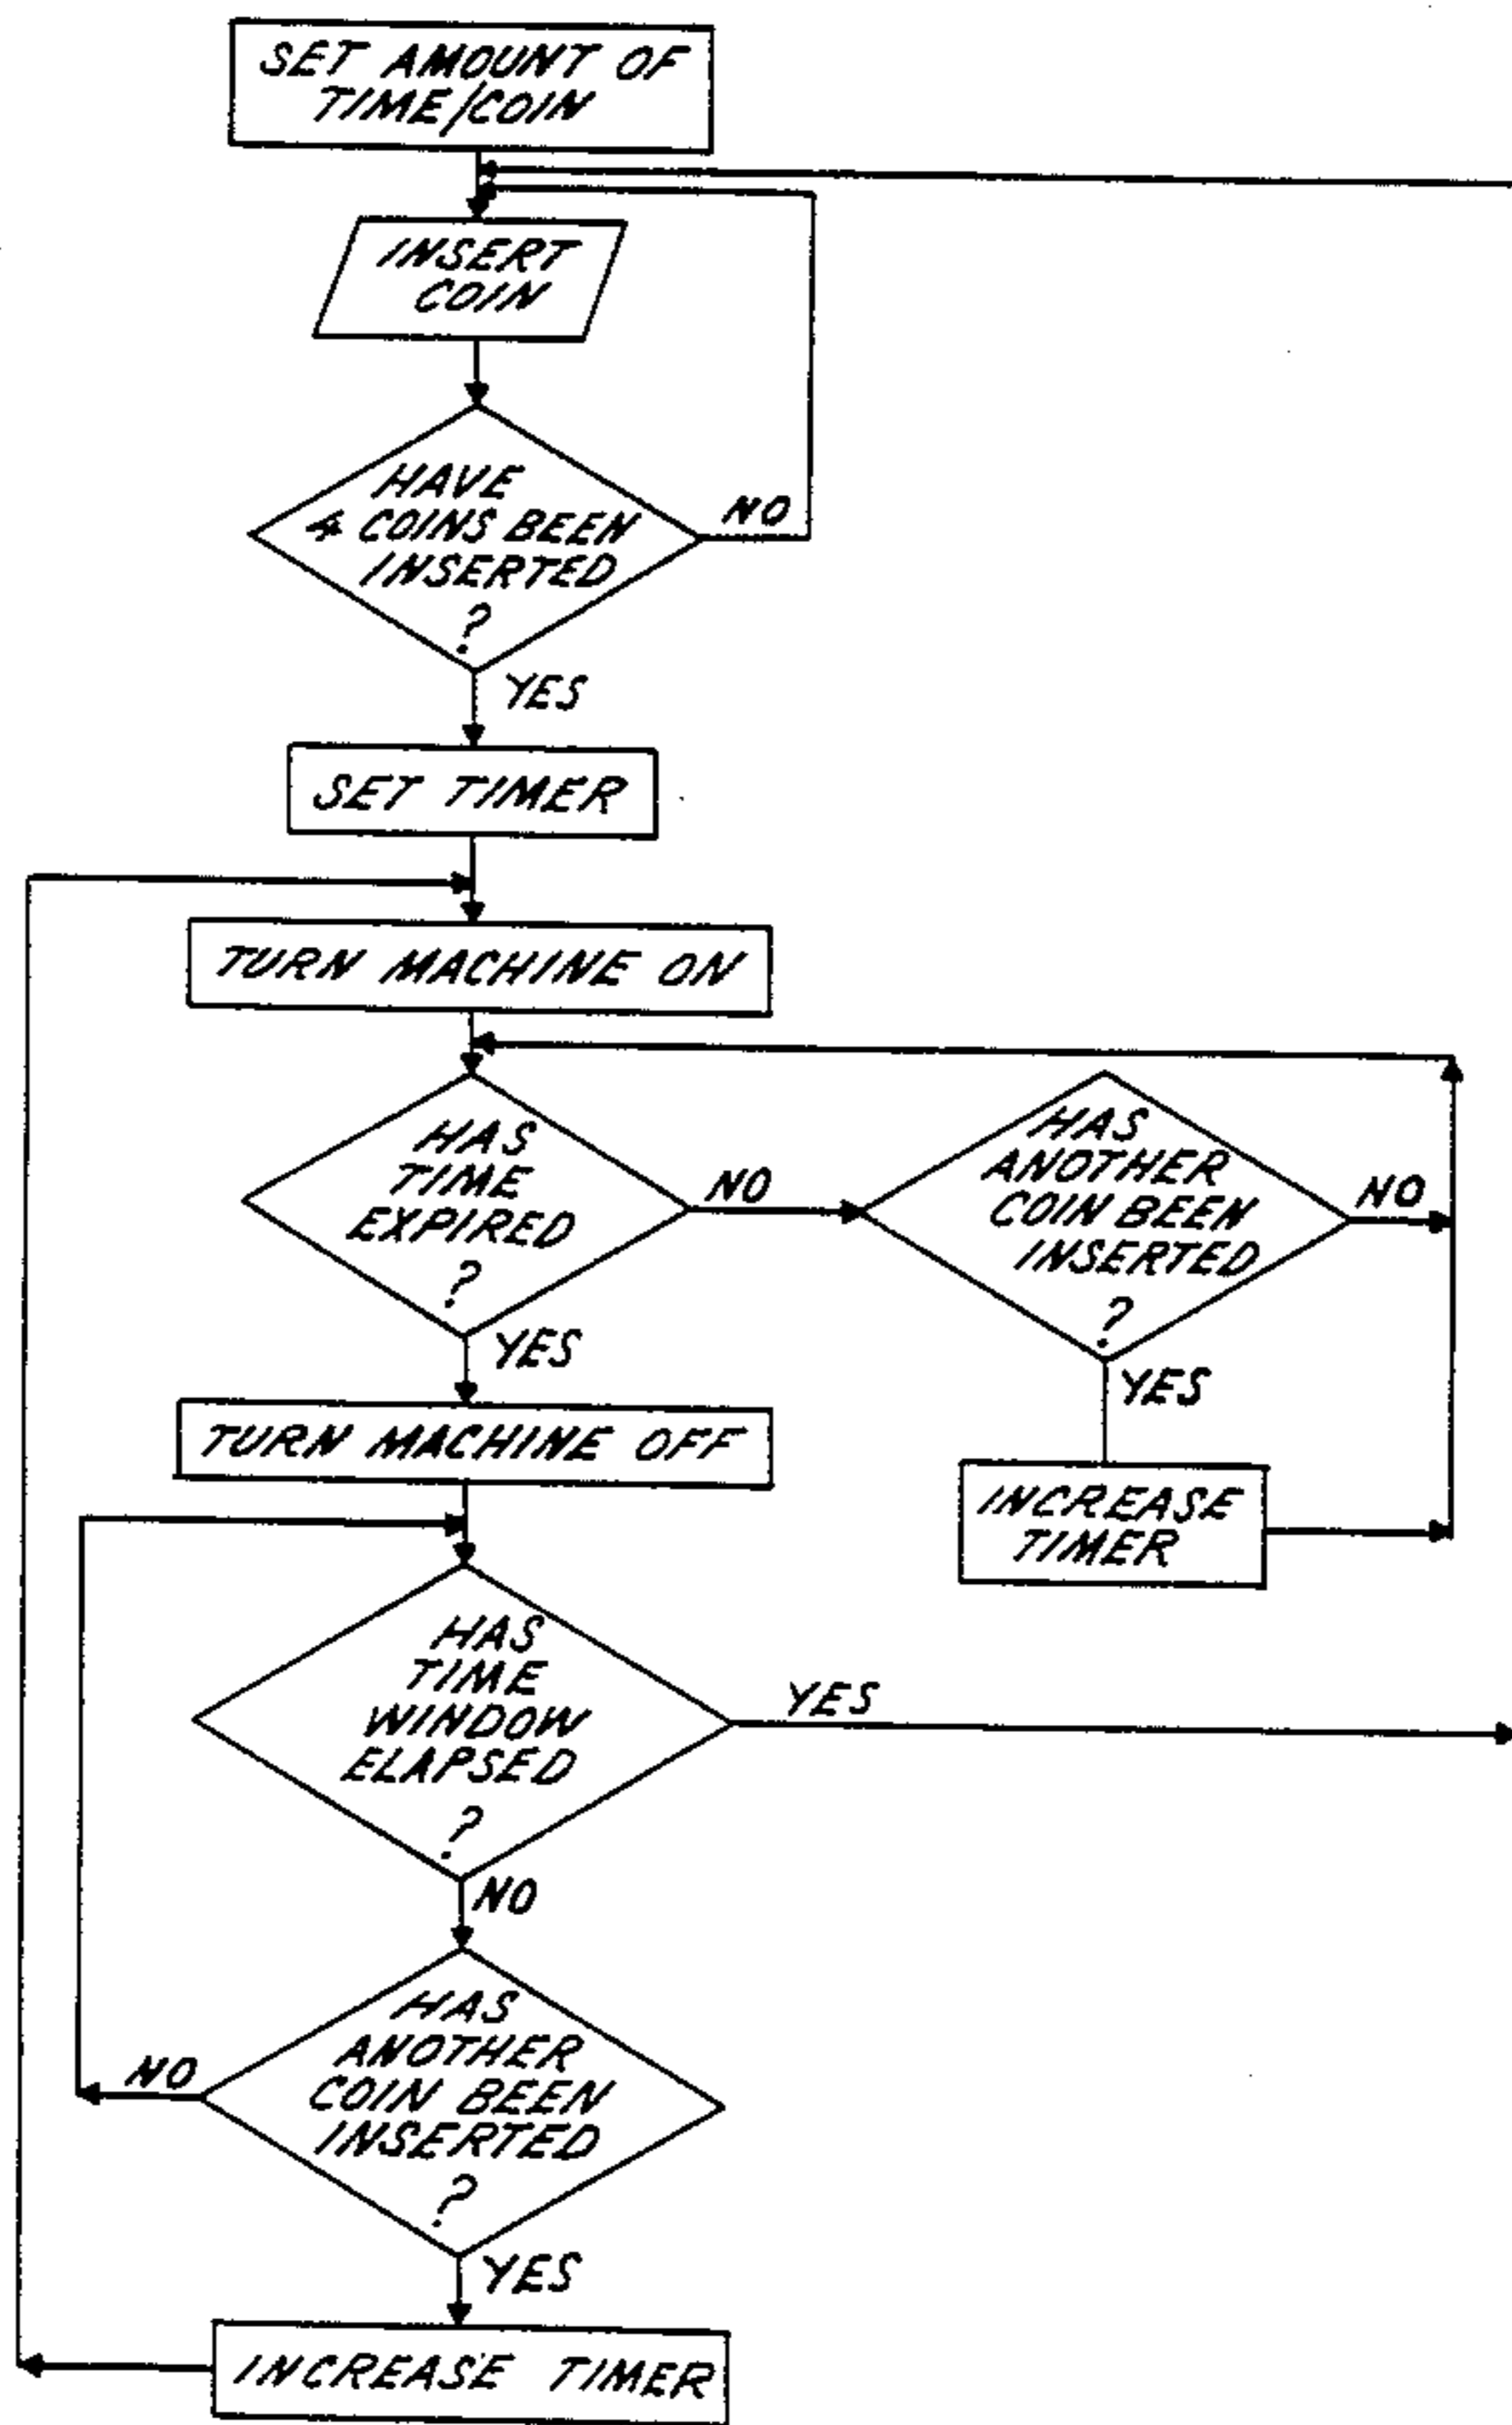 SET AMOUNT OF
TIME/COIN
INSERT
COIN
HAVE
4 COINS BEEN
INSERTED
?
NO
YES
SET TIMER
TURN MACHINE ON
HAS
TIME
EXPIRED
?
NO
HAS
ANOTHER
COIN BEEN
INSERTED
?
NO
YES
INCREASE
TIMER
YES
TURN MACHINE OFF
HAS
TIME
WINDOW
ELAPSED
?
YES
NO
HAS
ANOTHER
COIN BEEN
INSERTED
?
NO
YES
INCREASE TIMER